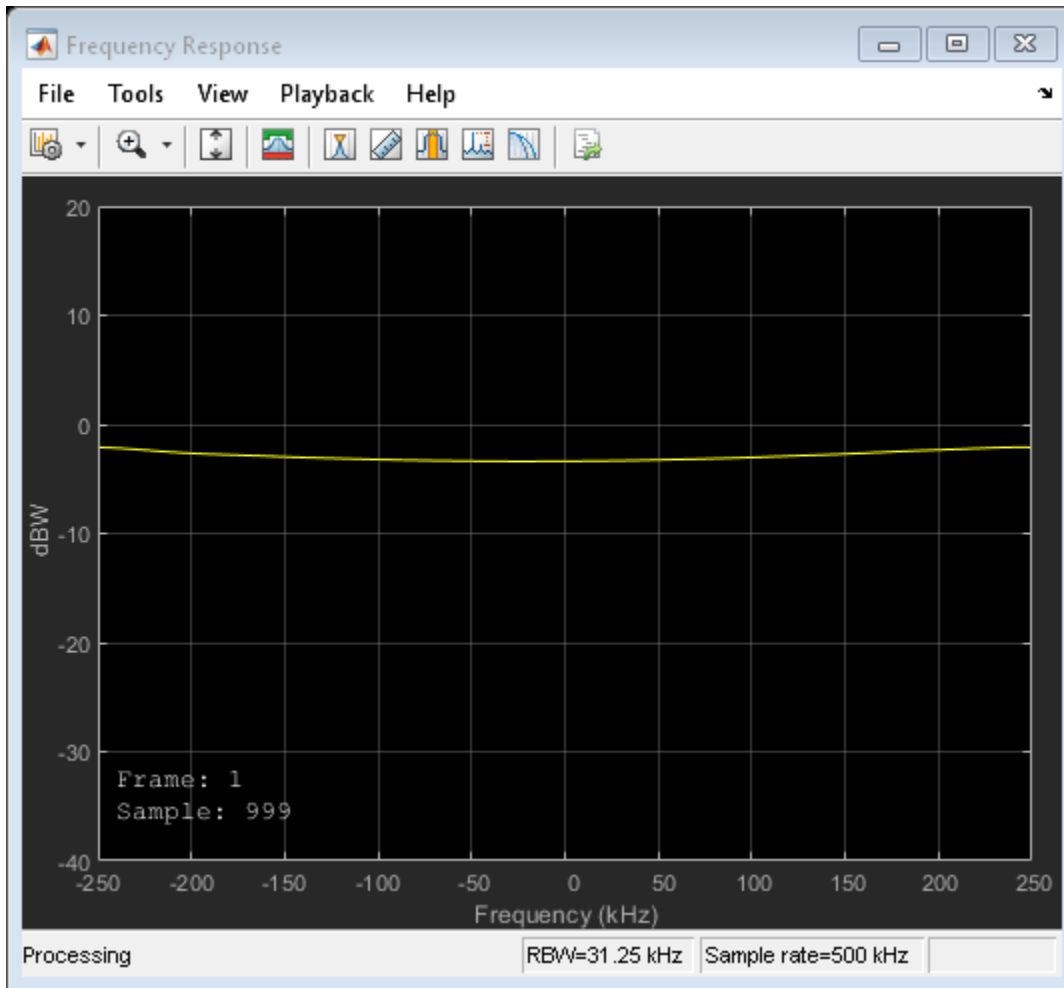 Frequency Response
File Tools View Playback Help
20
10
0
-10
-20
-30
-40
dBW
Frame: 1
Sample: 999
-250 -200 -150 -100 -50 0 50 100 150 200 250
Frequency (kHz)
Processing RBW=31.25 kHz Sample rate=500 kHz